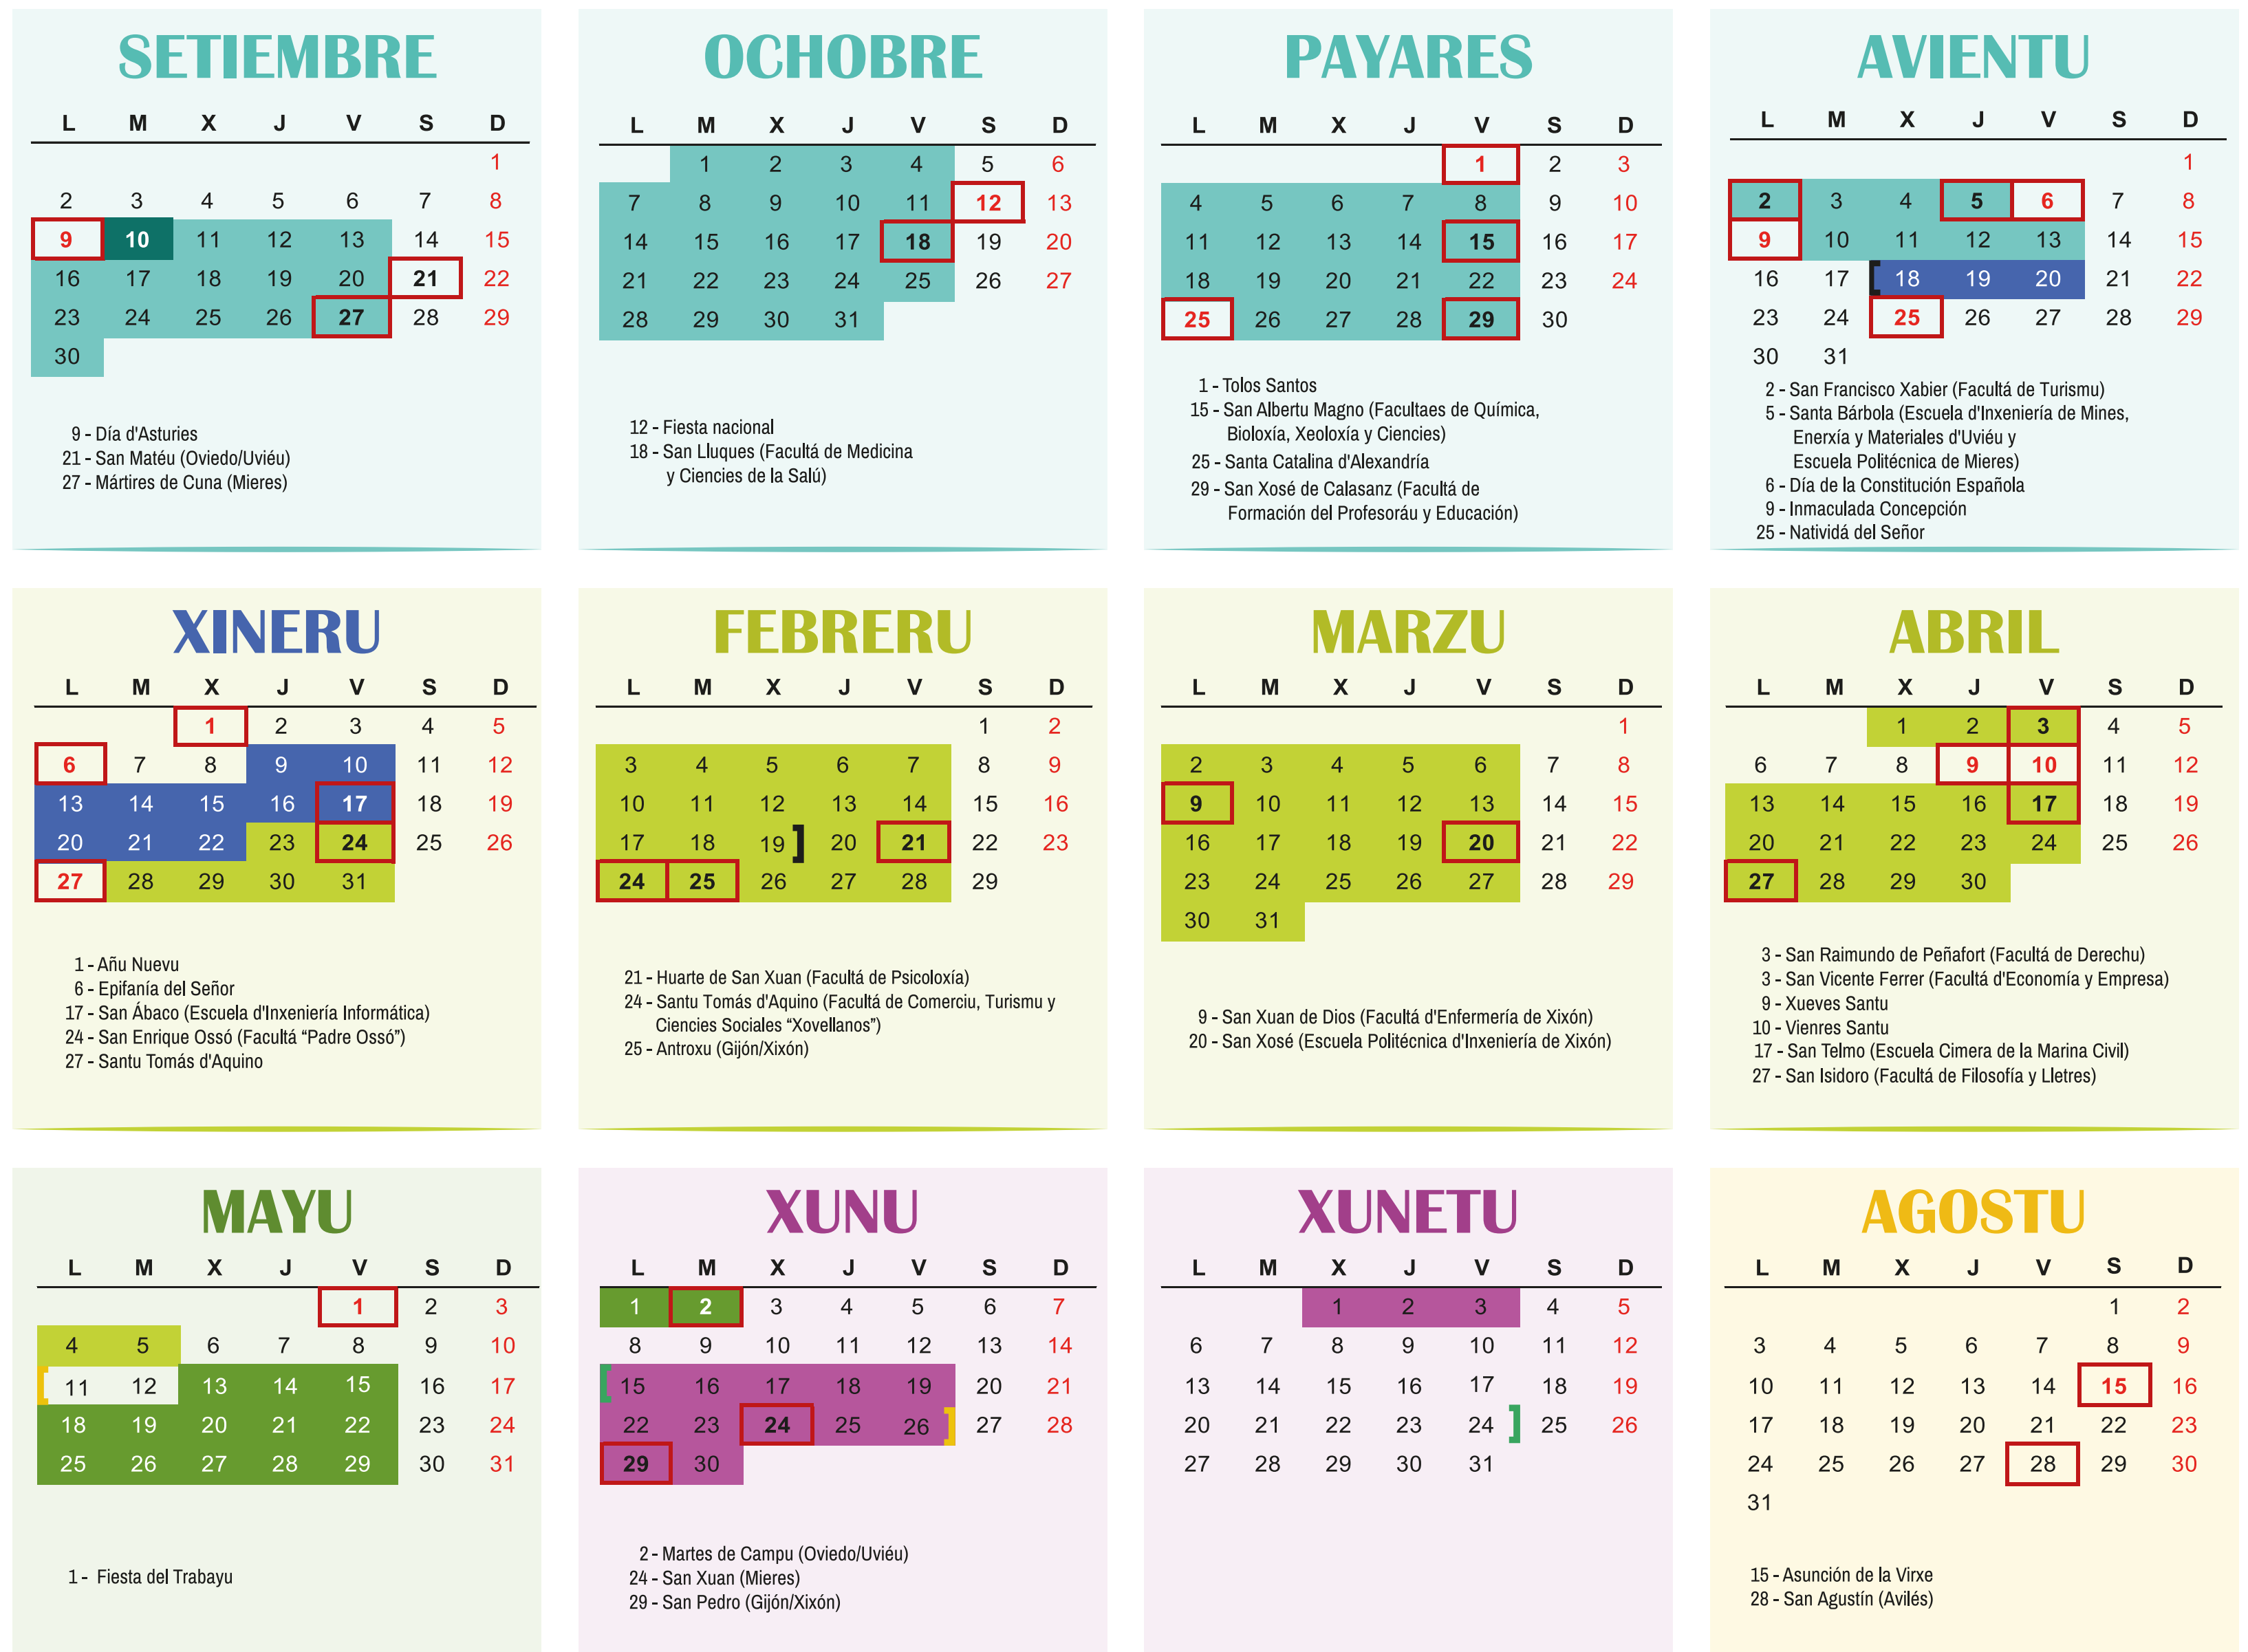 SETIEMBRE
L M X J V S D
1
2 3 4 5 6 7 8
9 10 11 12 13 14 15
16 17 18 19 20 21 22
23 24 25 26 27 28 29
30
9 - Día d'Asturies
21 - San Matéu (Oviedo/Uviéu)
27 - Mártires de Cuna (Mieres)
OCHOBRE
L M X J V S D
1 2 3 4 5 6
7 8 9 10 11 12 13
14 15 16 17 18 19 20
21 22 23 24 25 26 27
28 29 30 31
12 - Fiesta nacional
18 - San Lluques (Facultá de Medicina
y Ciencies de la Salú)
PAYARES
L M X J V S D
1 2 3
4 5 6 7 8 9 10
11 12 13 14 15 16 17
18 19 20 21 22 23 24
25 26 27 28 29 30
1 - Tolos Santos
15 - San Albertu Magno (Facultaes de Química,
Bioloxía, Xeoloxía y Ciencies)
25 - Santa Catalina d'Alexandría
29 - San Xosé de Calasanz (Facultá de
Formación del Profesoráu y Educación)
AVIENTU
L M X J V S D
1
2 3 4 5 6 7 8
9 10 11 12 13 14 15
16 17 [ 18 19 20 21 22
23 24 25 26 27 28 29
30 31
2 - San Francisco Xabier (Facultá de Turismu)
5 - Santa Bárbola (Escuela d'Inxeniería de Mines,
Enerxía y Materiales d'Uviéu y
Escuela Politécnica de Mieres)
6 - Día de la Constitución Española
9 - Inmaculada Concepción
25 - Nativídá del Señor
XINERU
L M X J V S D
1 2 3 4 5
6 7 8 9 10 11 12
13 14 15 16 17 18 19
20 21 22 23 24 25 26
27 28 29 30 31
1 - Añu Nuevu
6 - Epifanía del Señor
17 - San Ábaco (Escuela d'Inxeniería Informática)
24 - San Enrique Ossó (Facultá “Padre Ossó”)
27 - Santu Tomás d'Aquino
FEBRERU
L M X J V S D
1 2
3 4 5 6 7 8 9
10 11 12 13 14 15 16
17 18 19 ] 20 21 22 23
24 25 26 27 28 29
21 - Huarte de San Xuan (Facultá de Psicoloxía)
24 - Santu Tomás d'Aquino (Facultá de Comerciu, Turismu y
Ciencies Sociales “Xovellanos”)
25 - Antroxu (Gijón/Xixón)
MARZU
L M X J V S D
1
2 3 4 5 6 7 8
9 10 11 12 13 14 15
16 17 18 19 20 21 22
23 24 25 26 27 28 29
30 31
9 - San Xuan de Dios (Facultá d'Enfermería de Xixón)
20 - San Xosé (Escuela Politécnica d'Inxeniería de Xixón)
ABRIL
L M X J V S D
1 2 3 4 5
6 7 8 9 10 11 12
13 14 15 16 17 18 19
20 21 22 23 24 25 26
27 28 29 30
3 - San Raimundo de Peñafort (Facultá de Derechu)
3 - San Vicente Ferrer (Facultá d'Economía y Empresa)
9 - Xueves Santu
10 - Vienres Santu
17 - San Telmo (Escuela Cimera de la Marina Civil)
27 - San Isidoro (Facultá de Filosofía y Lletres)
MAYU
L M X J V S D
1 2 3
4 5 6 7 8 9 10
[ 11 12 13 14 15 16 17
18 19 20 21 22 23 24
25 26 27 28 29 30 31
1 - Fiesta del Trabayu
XUNU
L M X J V S D
1 2 3 4 5 6 7
8 9 10 11 12 13 14
[ 15 16 17 18 19 20 21
22 23 24 25 26 ] 27 28
29 30
2 - Martes de Campu (Oviedo/Uviéu)
24 - San Xuan (Mieres)
29 - San Pedro (Gijón/Xixón)
XUNETU
L M X J V S D
1 2 3 4 5
6 7 8 9 10 11 12
13 14 15 16 17 18 19
20 21 22 23 24 ] 25 26
27 28 29 30 31
AGOSTU
L M X J V S D
1 2
3 4 5 6 7 8 9
10 11 12 13 14 15 16
17 18 19 20 21 22 23
24 25 26 27 28 29 30
31
15 - Asunción de la Virxe
28 - San Agustín (Avilés)